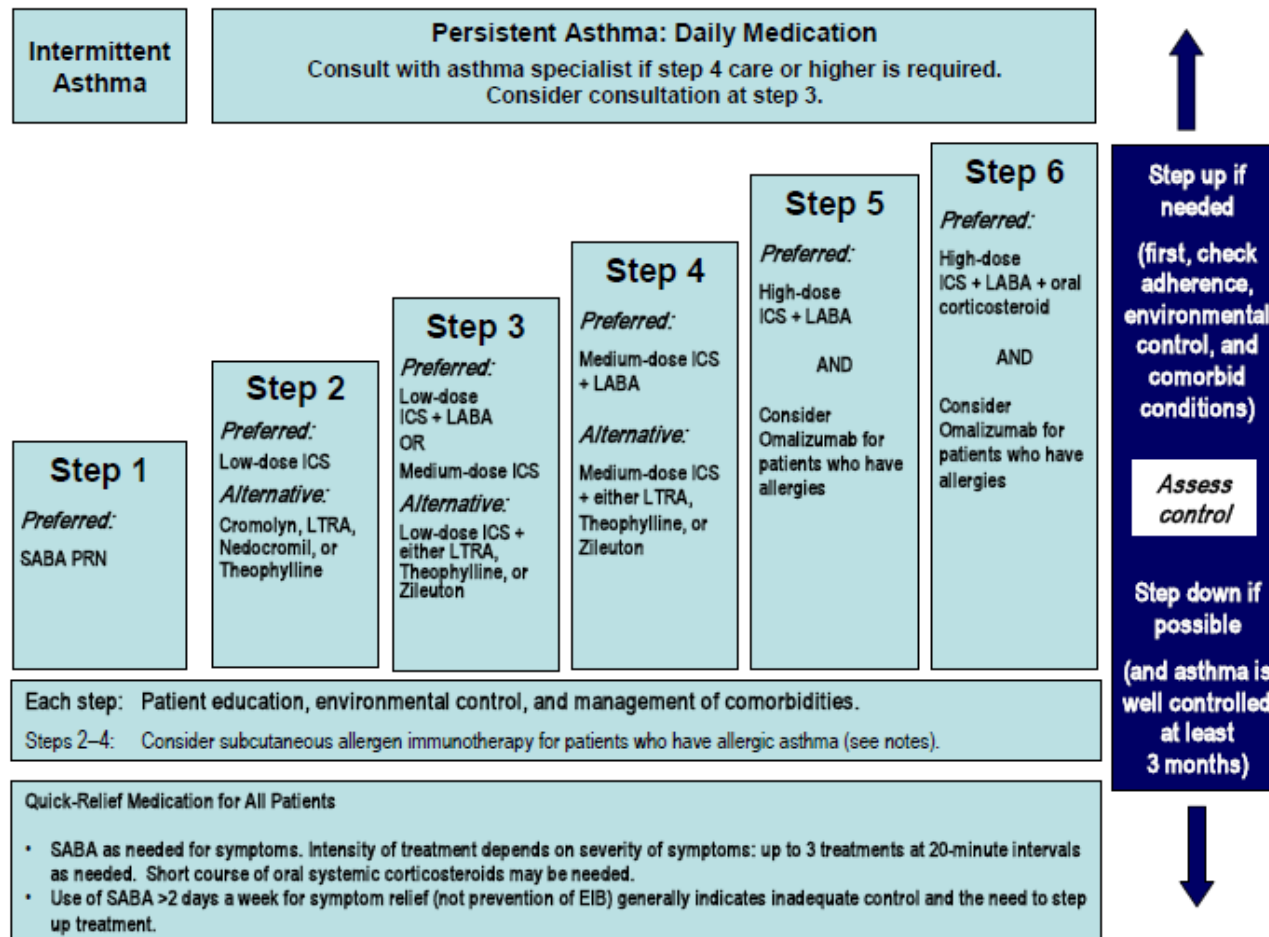 Intermittent
Asthma
Persistent Asthma: Daily Medication
Consult with asthma specialist if step 4 care or higher is required.
Consider consultation at step 3.
Step 1
Preferred:
SABA PRN
Step 2
Preferred:
Low-dose ICS
Alternative:
Cromolyn, LTRA,
Nedocromil, or
Theophylline
Step 3
Preferred:
Low-dose
ICS + LABA
OR
Medium-dose ICS
Alternative:
Low-dose ICS +
either LTRA,
Theophylline, or
Zileuton
Step 4
Preferred:
Medium-dose ICS
+ LABA
Alternative:
Medium-dose ICS
+ either LTRA,
Theophylline, or
Zileuton
Step 5
Preferred:
High-dose
ICS + LABA
AND
Consider
Omalizumab for
patients who have
allergies
Step 6
Preferred:
High-dose
ICS + LABA + oral
corticosteroid
AND
Consider
Omalizumab for
patients who have
allergies
Step up if
needed
(first, check
adherence,
environmental
control, and
comorbid
conditions)
Assess
control
Step down if
possible
(and asthma is
well controlled
at least
3 months)
Each step: Patient education, environmental control, and management of comorbidities.
Steps 2–4: Consider subcutaneous allergen immunotherapy for patients who have allergic asthma (see notes).
Quick-Relief Medication for All Patients
• SABA as needed for symptoms. Intensity of treatment depends on severity of symptoms: up to 3 treatments at 20-minute intervals
as needed. Short course of oral systemic corticosteroids may be needed.
• Use of SABA >2 days a week for symptom relief (not prevention of EIB) generally indicates inadequate control and the need to step
up treatment.